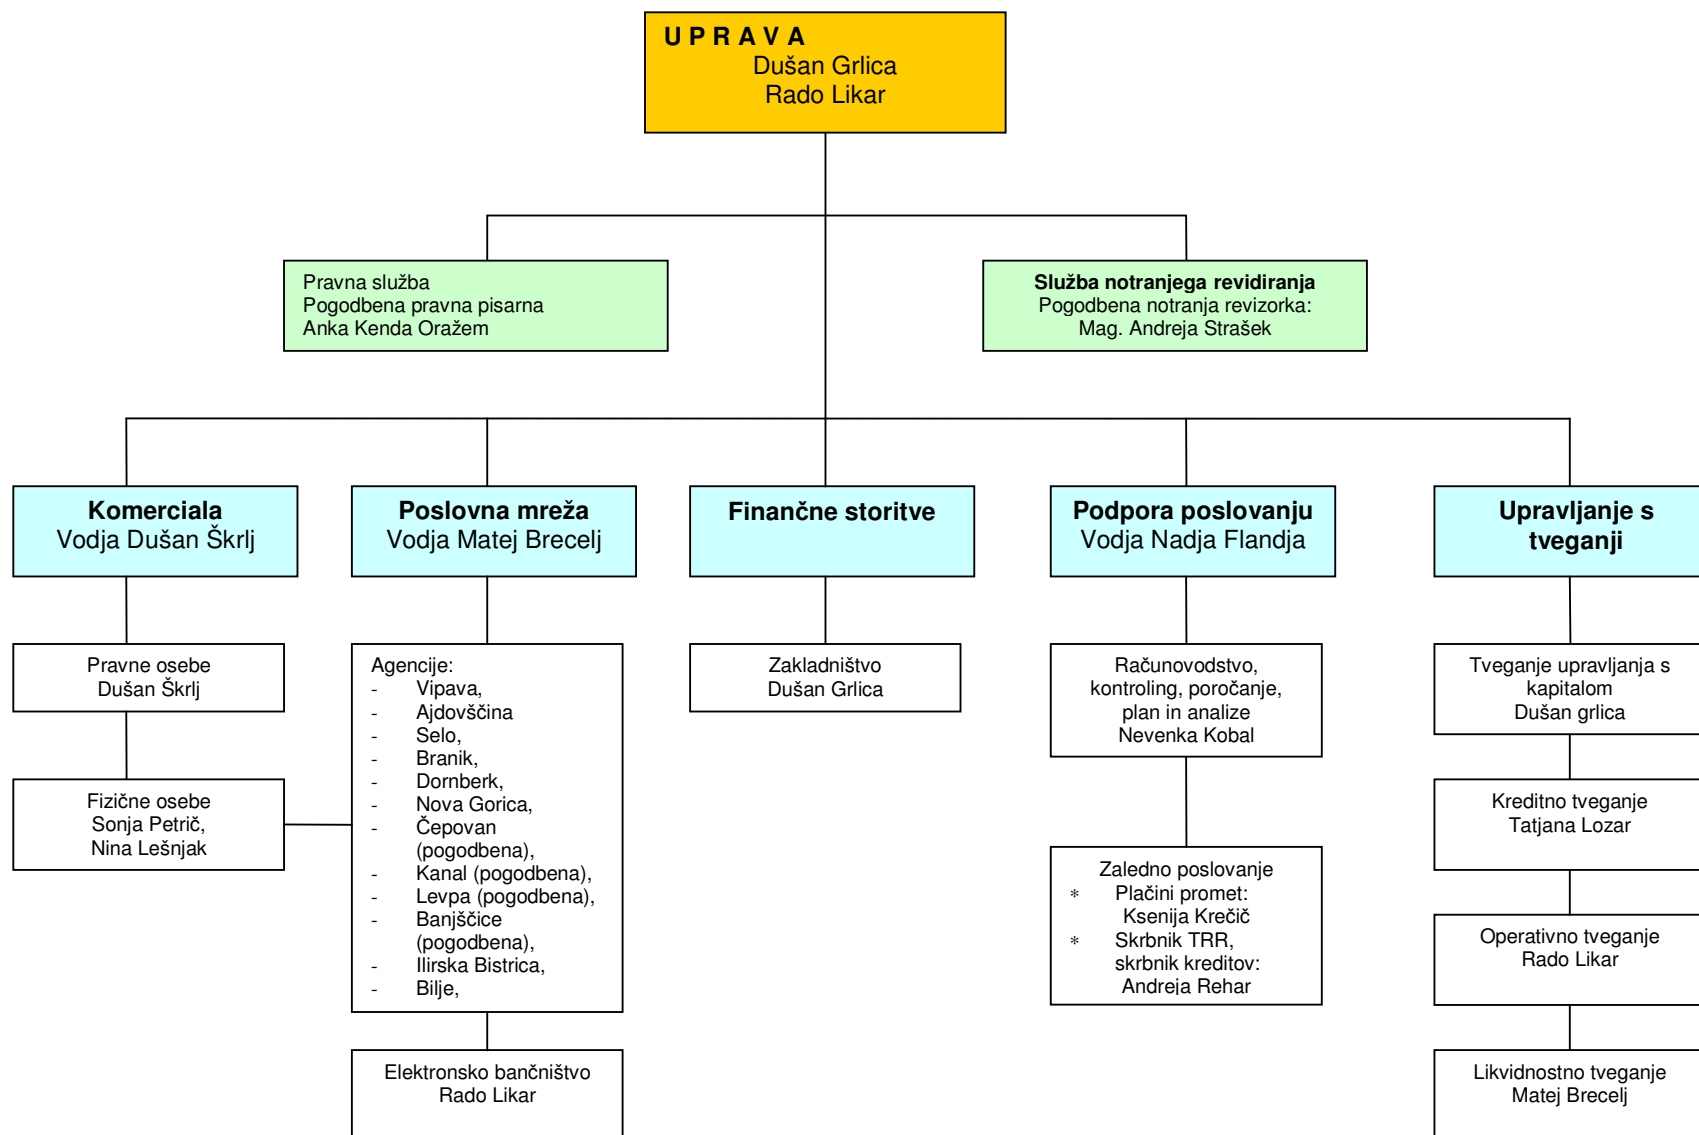 U P R A V A
Dušan Grlica
Rado Likar
Pravna služba
Pogodbena pravna pisarna
Anka Kenda Oražem
Služba notranjega revidiranja
Pogodbena notranja revizorka:
Mag. Andreja Strašek
Komerciala
Vodja Dušan Škrlj
Poslovna mreža
Vodja Matej Brecelj
Finančne storitve
Podpora poslovanju
Vodja Nadja Flandja
Upravljanje s
tveganji
Pravne osebe
Dušan Škrlj
Fizične osebe
Sonja Petrič,
Nina Lešnjak
Agencije:
- Vipava,
- Ajdovščina
- Selo,
- Branik,
- Dornberk,
- Nova Gorica,
- Čepovan
(pogodbena),
- Kanal (pogodbena),
- Levpa (pogodbena),
- Banjščice
(pogodbena),
- Ilirska Bistrica,
- Bilje,
Elektronsko bančništvo
Rado Likar
Zakladništvo
Dušan Grlica
Računovodstvo,
kontroling, poročanje,
plan in analize
Nevenka Kobal
Zaledno poslovanje
* Plačini promet:
Ksenija Krečič
* Skrbnik TRR,
skrbnik kreditov:
Andreja Rehar
Tveganje upravljanja s
kapitalom
Dušan grlica
Kreditno tveganje
Tatjana Lozar
Operativno tveganje
Rado Likar
Likvidnostno tveganje
Matej Brecelj